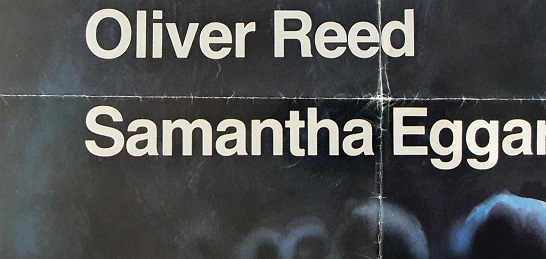 Oliver Reed
Samantha Eggar